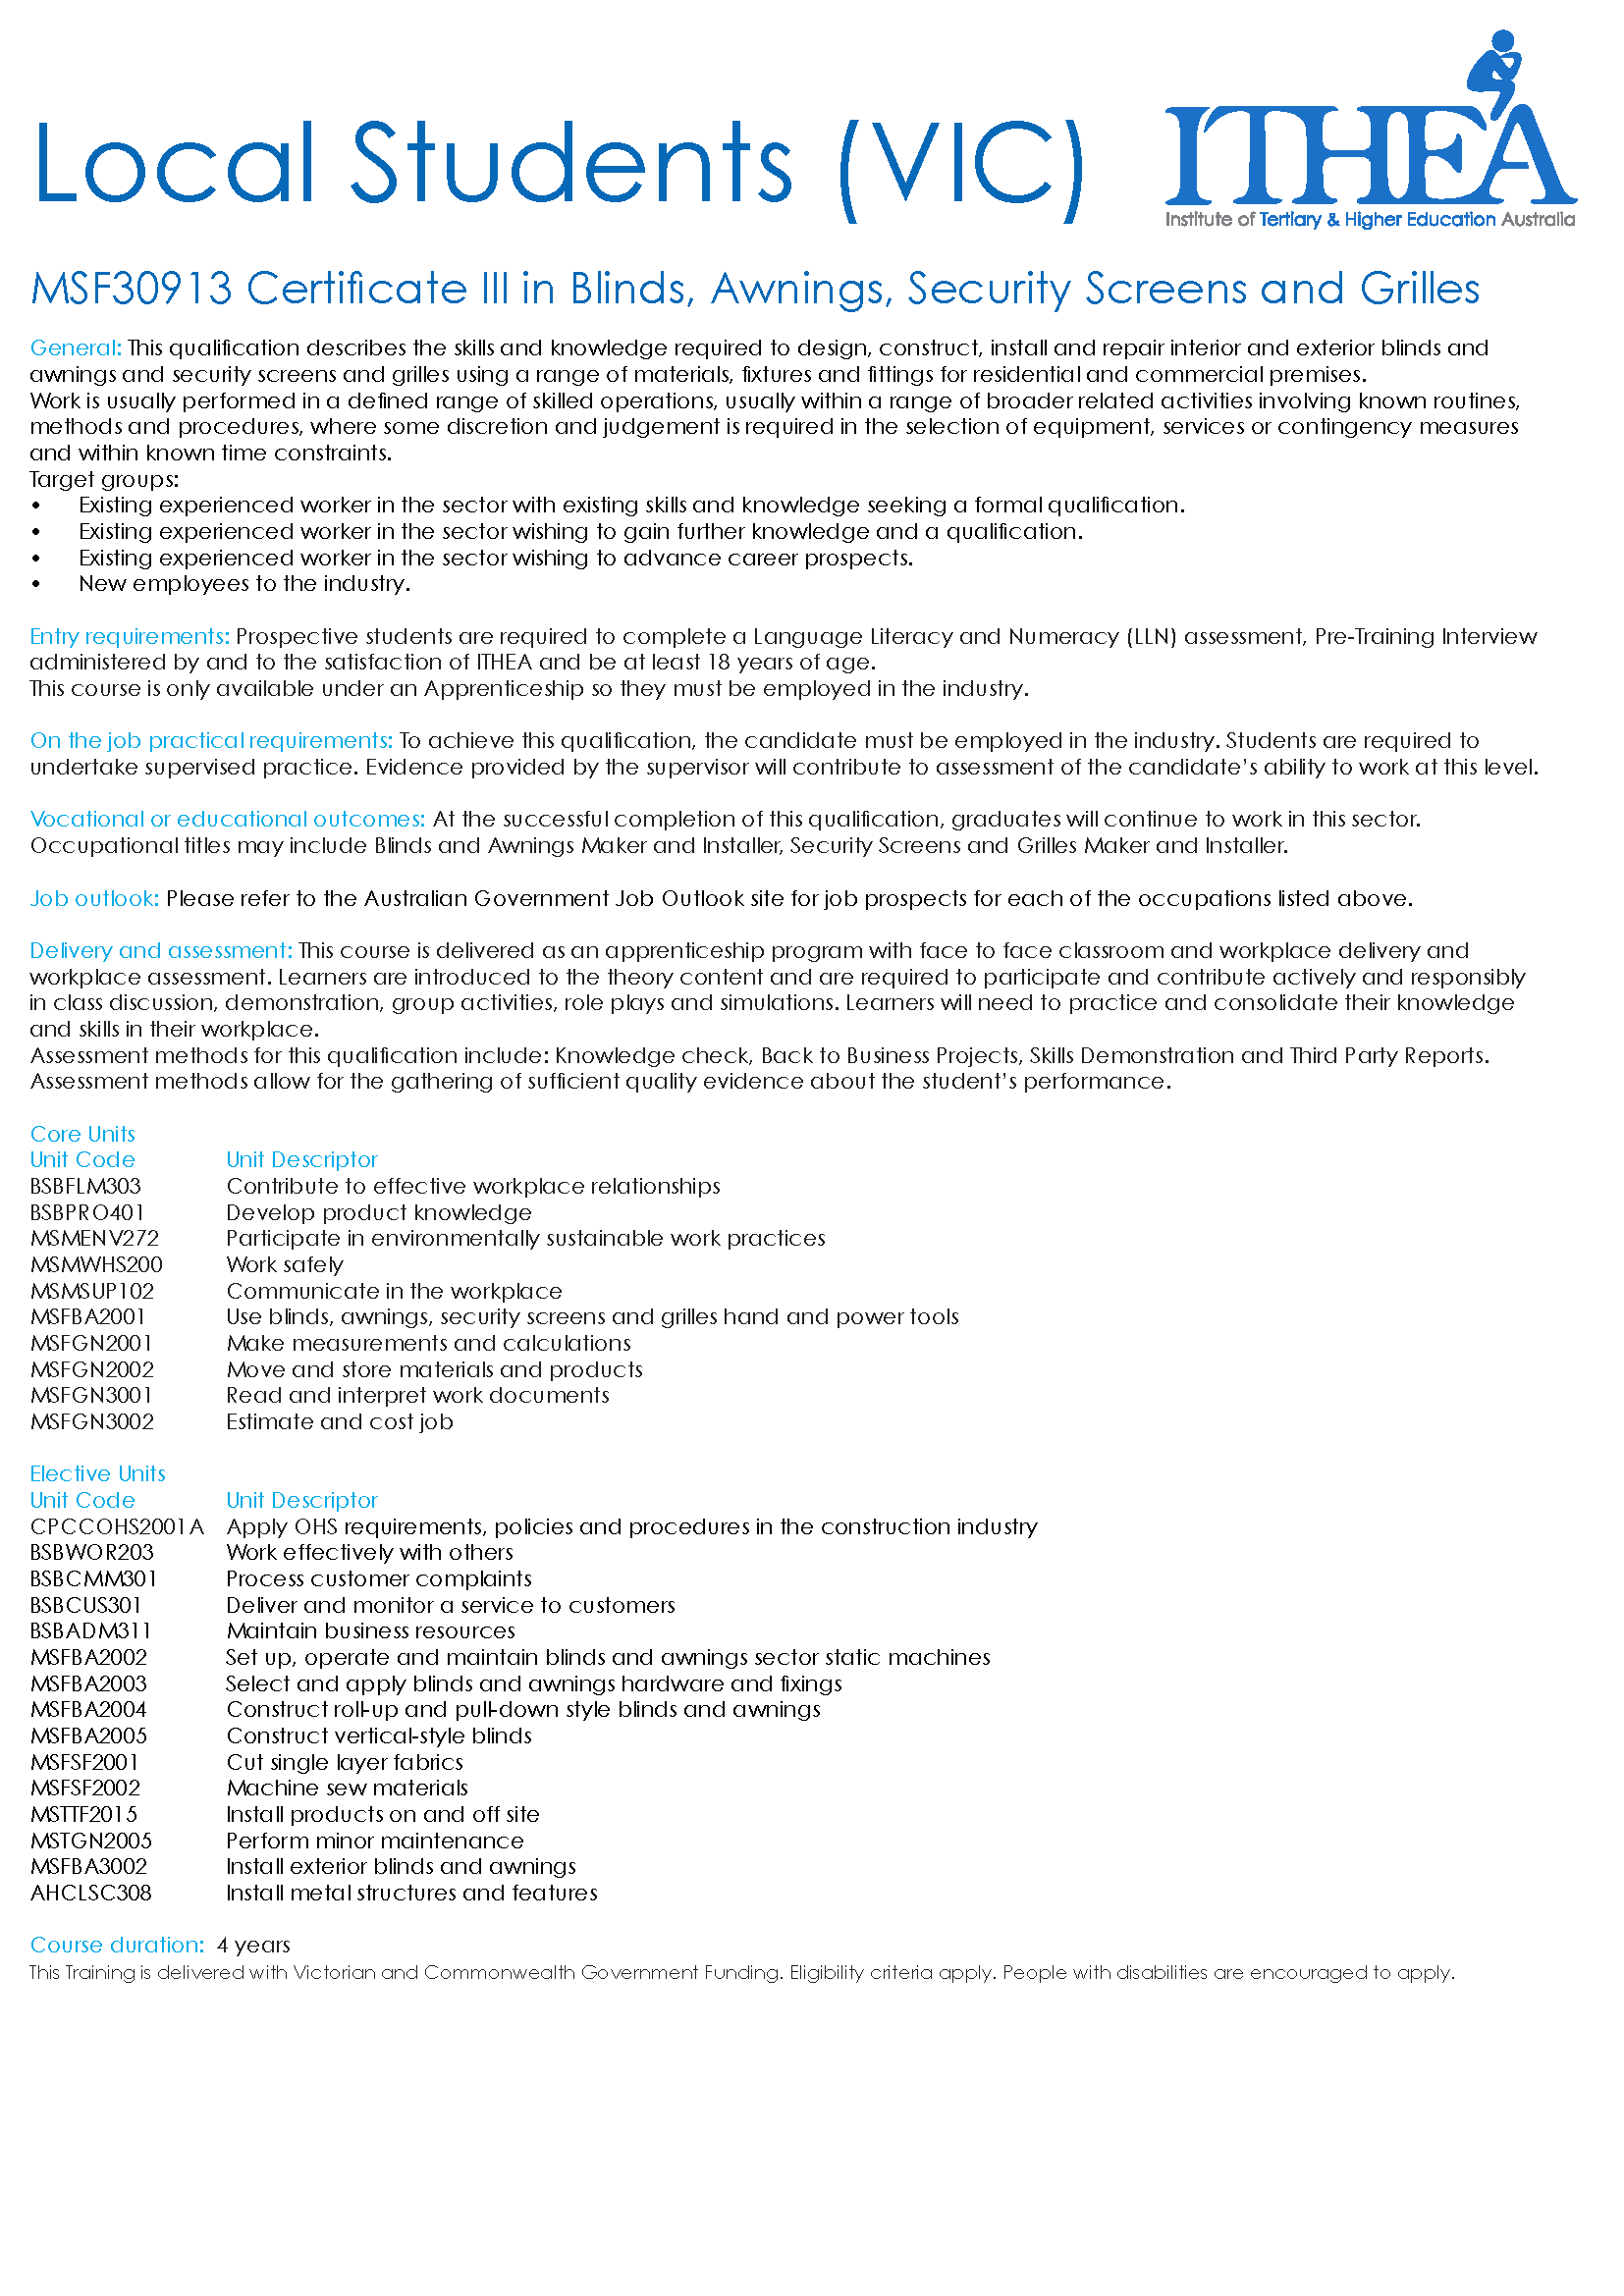 Local Students (VIC)
ITHEA
Institute of Tertiary & Higher Education Australia
MSF30913 Certificate III in Blinds, Awnings, Security Screens and Grilles
General: This qualification describes the skills and knowledge required to design, construct, install and repair interior and exterior blinds and
awnings and security screens and grilles using a range of materials, fixtures and fittings for residential and commercial premises.
Work is usually performed in a defined range of skilled operations, usually within a range of broader related activities involving known routines,
methods and procedures, where some discretion and judgement is required in the selection of equipment, services or contingency measures
and within known time constraints.
Target groups:
• Existing experienced worker in the sector with existing skills and knowledge seeking a formal qualification.
• Existing experienced worker in the sector wishing to gain further knowledge and a qualification.
• Existing experienced worker in the sector wishing to advance career prospects.
• New employees to the industry.
Entry requirements: Prospective students are required to complete a Language Literacy and Numeracy (LLN) assessment, Pre-Training Interview
administered by and to the satisfaction of ITHEA and be at least 18 years of age.
This course is only available under an Apprenticeship so they must be employed in the industry.
On the job practical requirements: To achieve this qualification, the candidate must be employed in the industry. Students are required to
undertake supervised practice. Evidence provided by the supervisor will contribute to assessment of the candidate's ability to work at this level.
Vocational or educational outcomes: At the successful completion of this qualification, graduates will continue to work in this sector.
Occupational titles may include Blinds and Awnings Maker and Installer, Security Screens and Grilles Maker and Installer.
Job outlook: Please refer to the Australian Government Job Outlook site for job prospects for each of the occupations listed above.
Delivery and assessment: This course is delivered as an apprenticeship program with face to face classroom and workplace delivery and
workplace assessment. Learners are introduced to the theory content and are required to participate and contribute actively and responsibly
in class discussion, demonstration, group activities, role plays and simulations. Learners will need to practice and consolidate their knowledge
and skills in their workplace.
Assessment methods for this qualification include: Knowledge check, Back to Business Projects, Skills Demonstration and Third Party Reports.
Assessment methods allow for the gathering of sufficient quality evidence about the student's performance.
Core Units
Unit Code Unit Descriptor
BSBFLM303 Contribute to effective workplace relationships
BSBPRO401 Develop product knowledge
MSMENV272 Participate in environmentally sustainable work practices
MSMWHS200 Work safely
MSMSUP102 Communicate in the workplace
MSFBA2001 Use blinds, awnings, security screens and grilles hand and power tools
MSFGN2001 Make measurements and calculations
MSFGN2002 Move and store materials and products
MSFGN3001 Read and interpret work documents
MSFGN3002 Estimate and cost job
Elective Units
Unit Code Unit Descriptor
CPCCOHS2001A Apply OHS requirements, policies and procedures in the construction industry
BSBWOR203 Work effectively with others
BSBCMM301 Process customer complaints
BSBCUS301 Deliver and monitor a service to customers
BSBADM311 Maintain business resources
MSFBA2002 Set up, operate and maintain blinds and awnings sector static machines
MSFBA2003 Select and apply blinds and awnings hardware and fixings
MSFBA2004 Construct roll-up and pull-down style blinds and awnings
MSFBA2005 Construct vertical-style blinds
MSFSF2001 Cut single layer fabrics
MSFSF2002 Machine sew materials
MSTTF2015 Install products on and off site
MSTGN2005 Perform minor maintenance
MSFBA3002 Install exterior blinds and awnings
AHCLSC308 Install metal structures and features
Course duration: 4 years
This Training is delivered with Victorian and Commonwealth Government Funding. Eligibility criteria apply. People with disabilities are encouraged to apply.